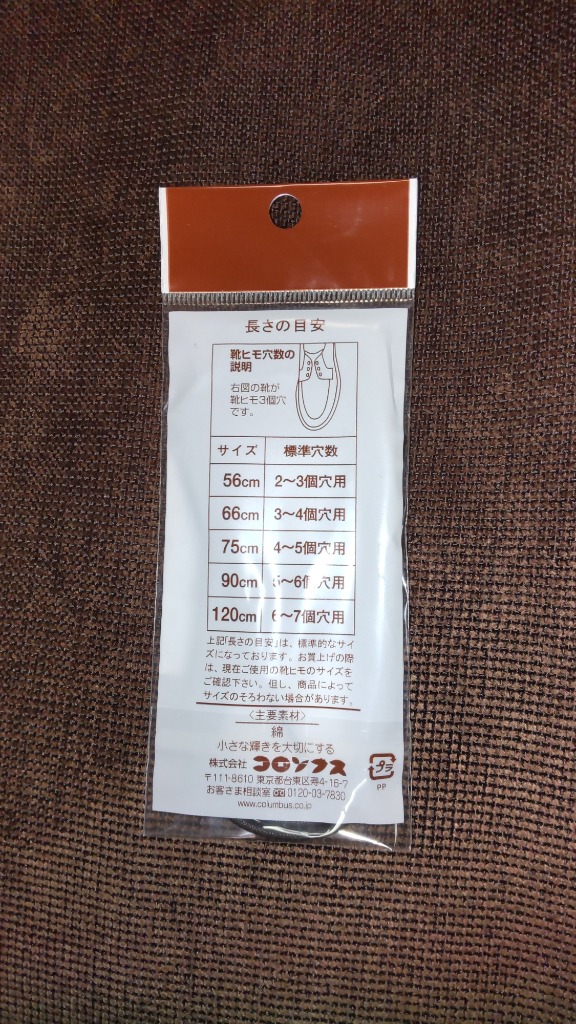 長さの目安
靴ヒモ穴数の
説明
右図の靴が
靴ヒモ3個穴
です。
サイズ 標準穴数
56cm 2〜3個穴用
66cm 3〜4個穴用
75cm 4〜5個穴用
90cm 5〜6個穴用
120cm 6〜7個穴用
上記「長さの目安」は、標準的なサイ
ズになっております。お買上げの際
は、現在ご使用の靴ヒモのサイズを
ご確認下さい。但し、商品によって
サイズのそろわない場合があります。
〈主要素材〉
綿
小さな輝きを大切にする
株式会社 コロンブス
〒111-8610 東京都台東区寿4-16-7
お客さま相談室 0120-03-7830
www.columbus.co.jp
プラ
PP